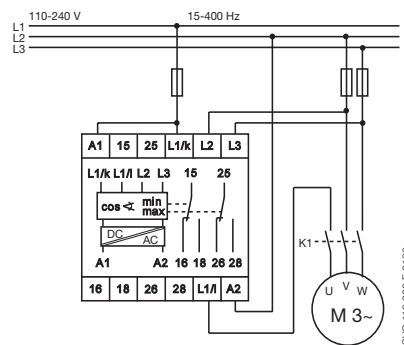 110-240 V 15-400 Hz
L1
L2
L3
A1 15 25 L1/k L2 L3
L1/k L1/l L2 L3 15 25
cos ∢ min
max
DC
AC
A1 A2 16 18 26 28
16 18 26 28 L1/l A2
K1
U V W
M 3~